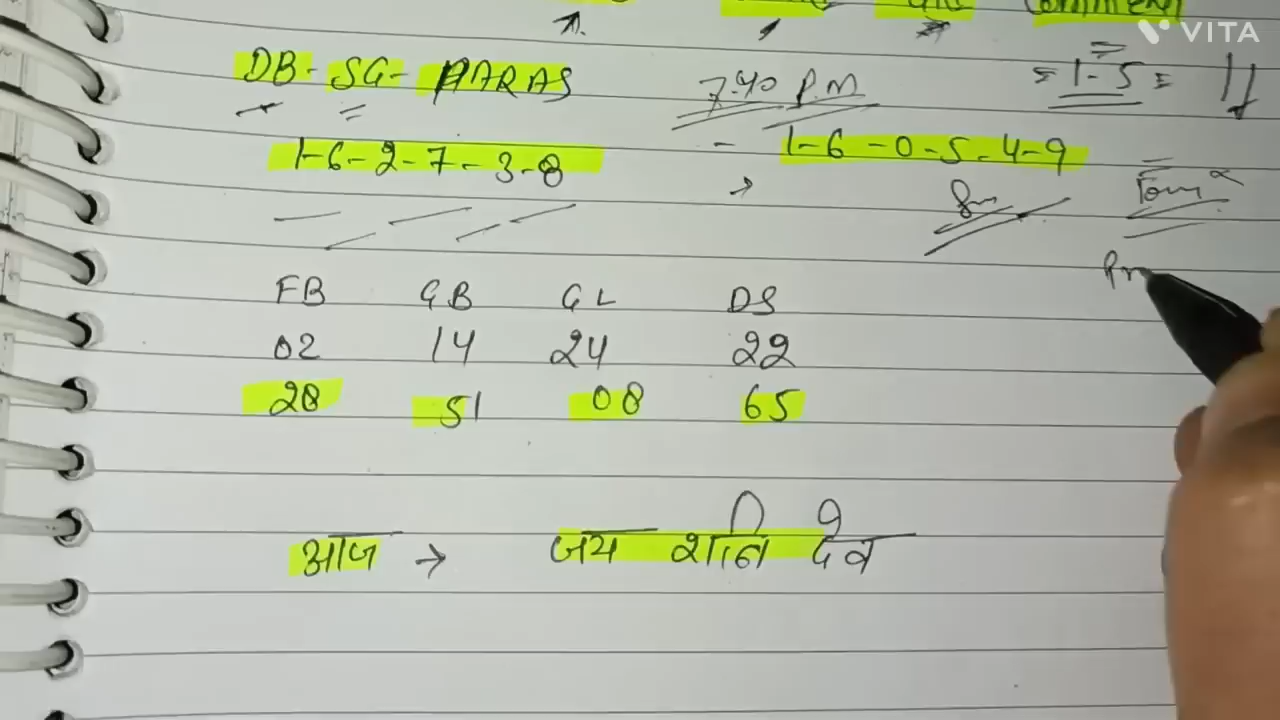 Comment
VITA
DB - SG - PARAS
7:40 P.M
= 1-5 =
1-6-2-7-3-8
- 1-6-0-5-4-9
FB GB GL DS
02 14 24 22
28 51 08 65
आज → जय शनि देव